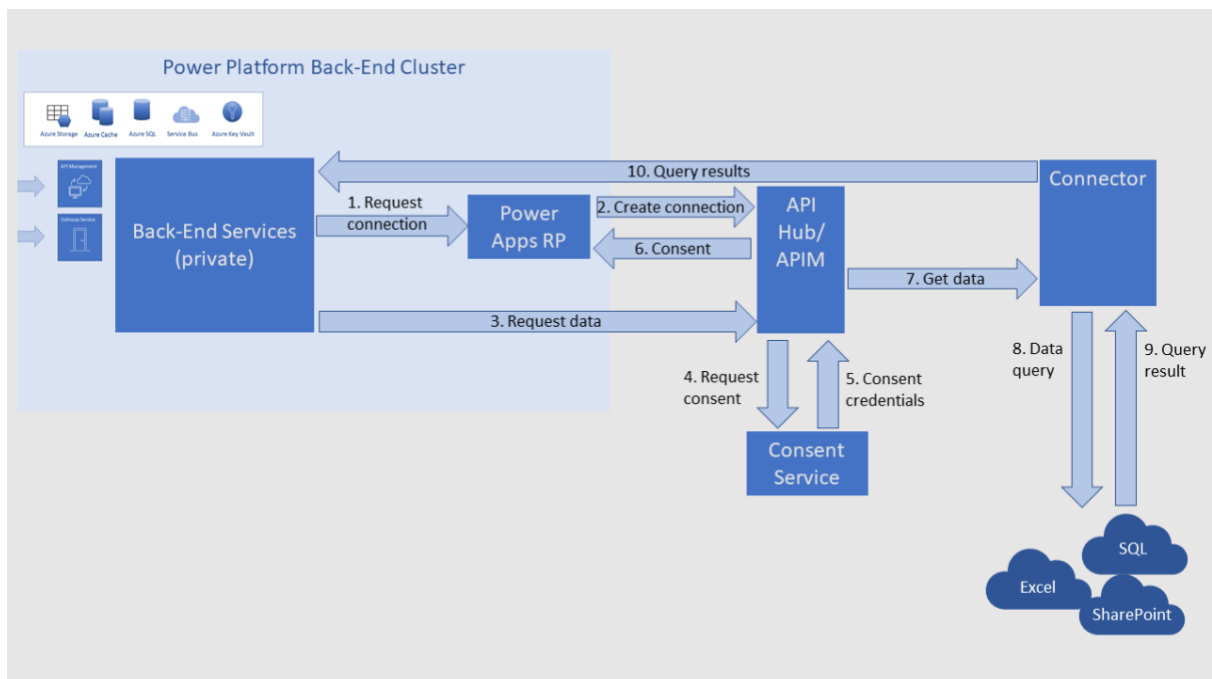 Power Platform Back-End Cluster
Azure Storage
Azure Cache
Azure SQL
Service Bus
Azure Key Vault
API Management
Gateway Service
Back-End Services
(private)
1. Request
connection
Power
Apps RP
2. Create connection
6. Consent
10. Query results
API
Hub/
APIM
Connector
7. Get data
3. Request data
4. Request
consent
5. Consent
credentials
Consent
Service
8. Data
query
9. Query
result
SQL
Excel
SharePoint